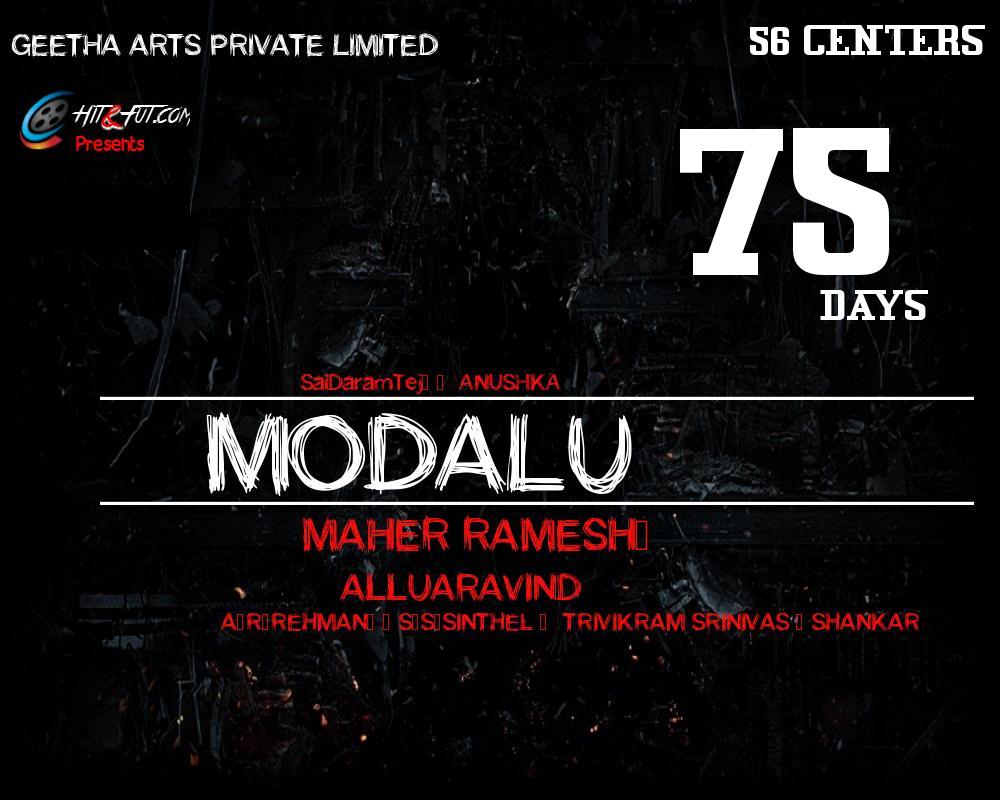 GEETHA ARTS PRIVATE LIMITED
56 CENTERS
HIT&FUT.COM
Presents
75
DAYS
SaiDaramTej▯ ▯ ANUSHKA
MODALU
MAHER RAMESH▯
ALLUARAVIND
A▯R▯REHMAN▯ ▯ S▯S▯SINTHEL ▯ TRIVIKRAM SRINIVAS ▯ SHANKAR